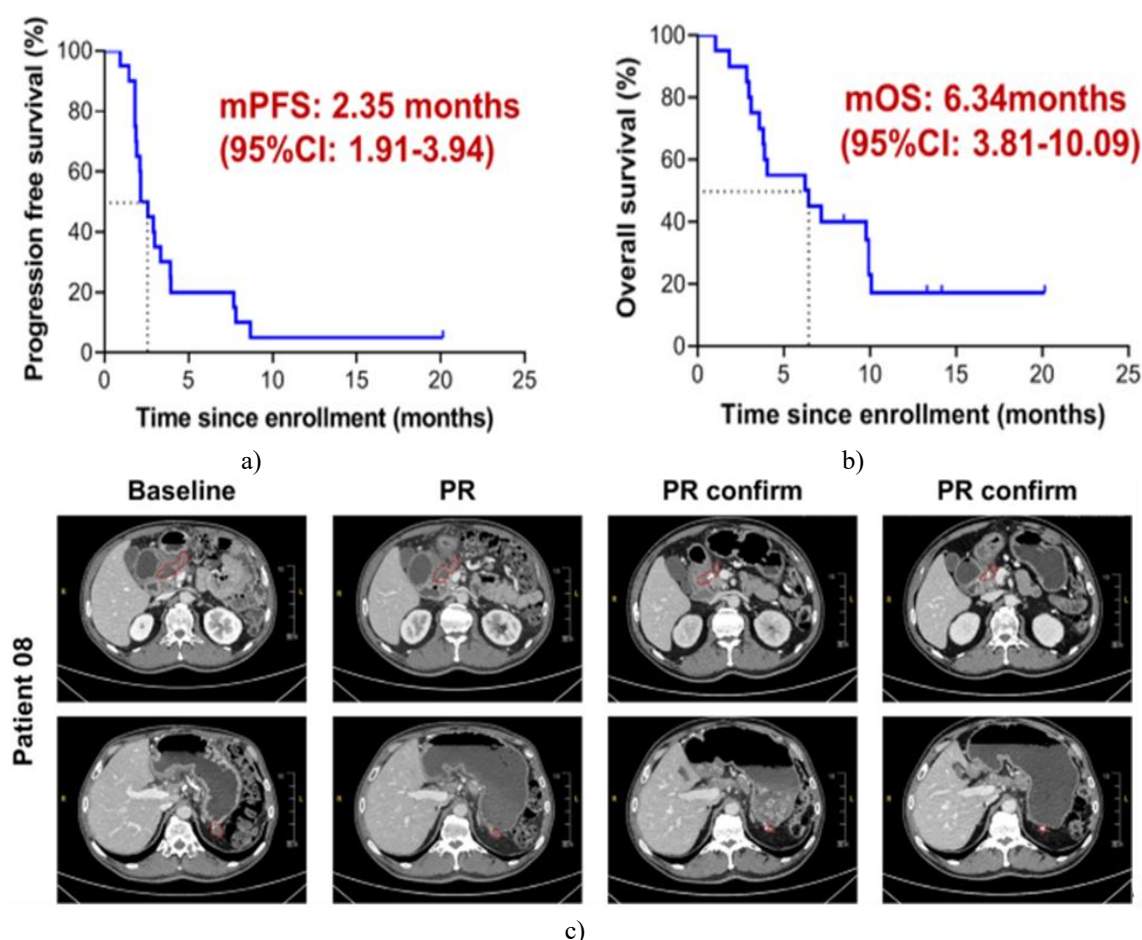 Progression free survival (%)
100
80
60
40
20
0
mPFS: 2.35 months
(95%CI: 1.91-3.94)
0 5 10 15 20 25
Time since enrollment (months)
a)
Overall survival (%)
100
80
60
40
20
0
mOS: 6.34months
(95%CI: 3.81-10.09)
0 5 10 15 20 25
Time since enrollment (months)
b)
Baseline PR PR confirm PR confirm
Patient 08
R L R L R L R L
R L R L R L R L
c)